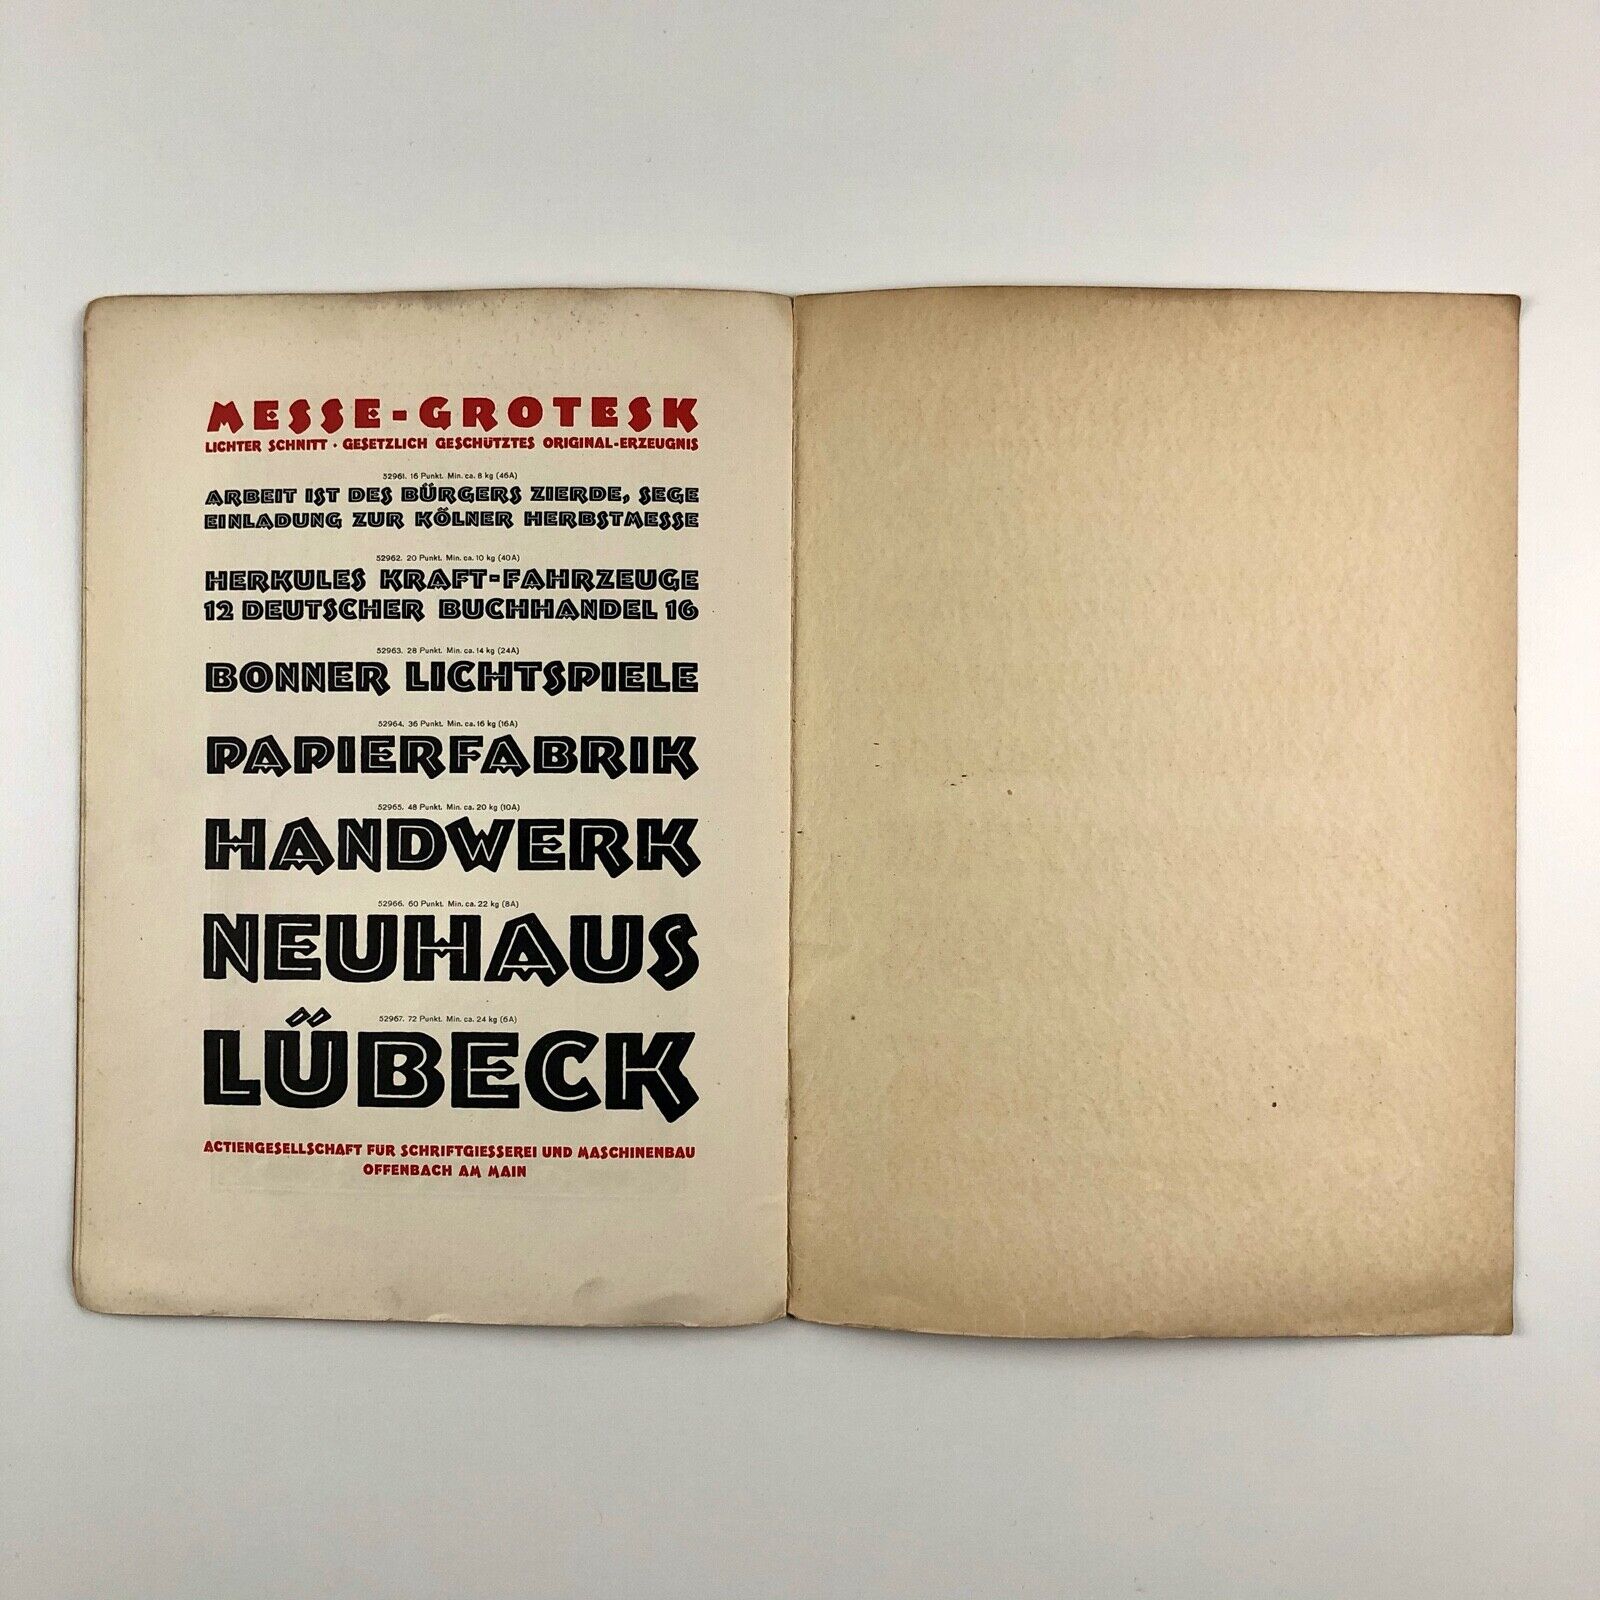 MESSE-GROTESK
LICHTER SCHNITT · GESETZLICH GESCHÜTZTES ORIGINAL-ERZEUGNIS
52961. 16 Punkt. Min. ca. 8 kg (46A)
ARBEIT IST DES BÜRGERS ZIERDE, SEGE
EINLADUNG ZUR KÖLNER HERBSTMESSE
52962. 20 Punkt. Min. ca. 10 kg (40A)
HERKULES KRAFT-FAHRZEUGE
12 DEUTSCHER BUCHHANDEL 16
52963. 28 Punkt. Min. ca. 14 kg (24A)
BONNER LICHTSPIELE
52964. 36 Punkt. Min. ca. 16 kg (16A)
PAPIERFABRIK
52965. 48 Punkt. Min. ca. 20 kg (10A)
HANDWERK
52966. 60 Punkt. Min. ca. 22 kg (8A)
NEUHAUS
52967. 72 Punkt. Min. ca. 24 kg (6A)
LÜBECK
ACTIENGESELLSCHAFT FÜR SCHRIFTGIESSEREI UND MASCHINENBAU
OFFENBACH AM MAIN